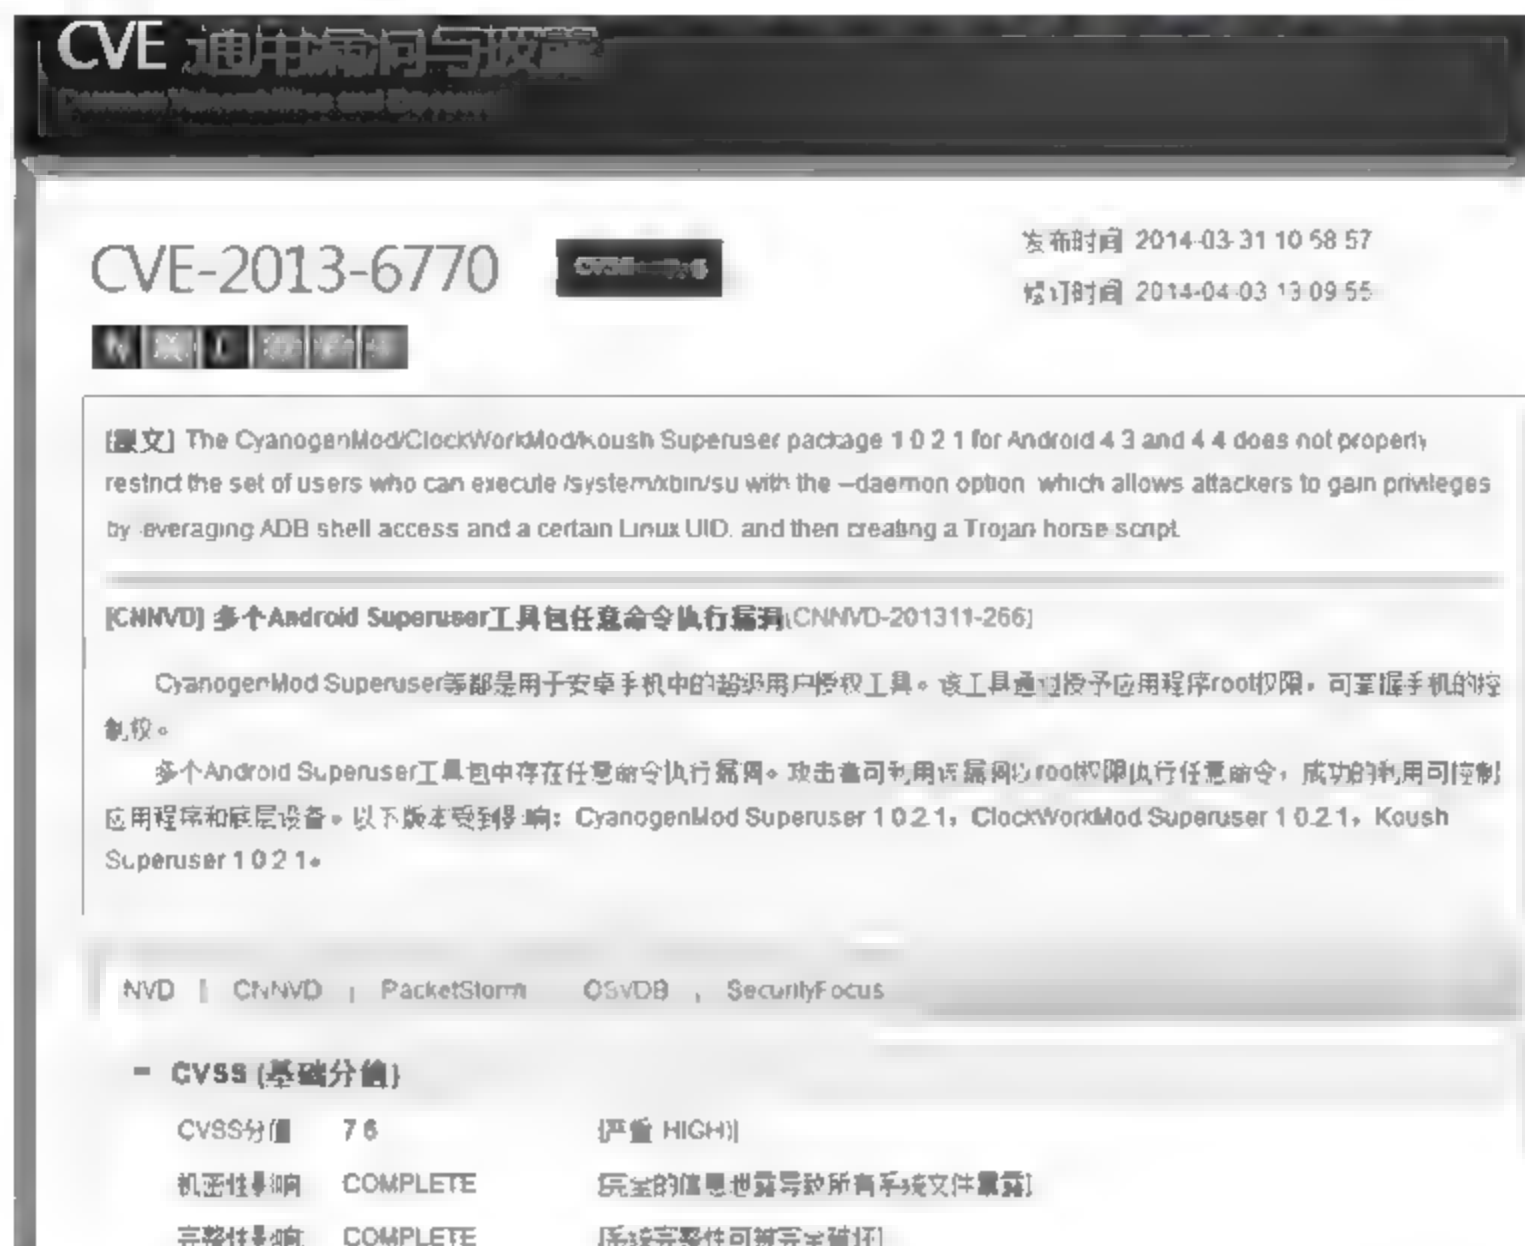 CVE 通用漏洞与披露
Common Vulnerabilities and Exposures
CVE-2013-6770
CVSS
发布时间 2014-03-31 10 58 57
修订时间 2014-04-03 13 09 55
N
[原文] The CyanogenMod/ClockWorkMod/Koush Superuser package 1 0 2 1 for Android 4 3 and 4 4 does not properly
restrict the set of users who can execute /system/xbin/su with the --daemon option which allows attackers to gain privileges
by leveraging ADB shell access and a certain Linux UID, and then creating a Trojan horse script
[CNNVD] 多个Android Superuser工具包任意命令执行漏洞(CNNVD-201311-266)
CyanogenMod Superuser等都是用于安卓手机中的超级用户授权工具。该工具通过授予应用程序root权限，可掌握手机的控
制权。
多个Android Superuser工具包中存在任意命令执行漏洞。攻击者可利用该漏洞以root权限执行任意命令，成功的利用可控制
应用程序和底层设备。以下版本受到影响：CyanogenMod Superuser 1 0.2 1，ClockWorkMod Superuser 1 0.2 1，Koush
Superuser 1 0 2 1。
NVD | CNNVD | PacketStorm OSVDB , SecurityFocus
- CVSS (基础分值)
CVSS分值 7 6 [严重 HIGH)]
机密性影响 COMPLETE [完全的信息泄露导致所有系统文件暴露]
完整性影响 COMPLETE [系统完整性可被完全破坏]